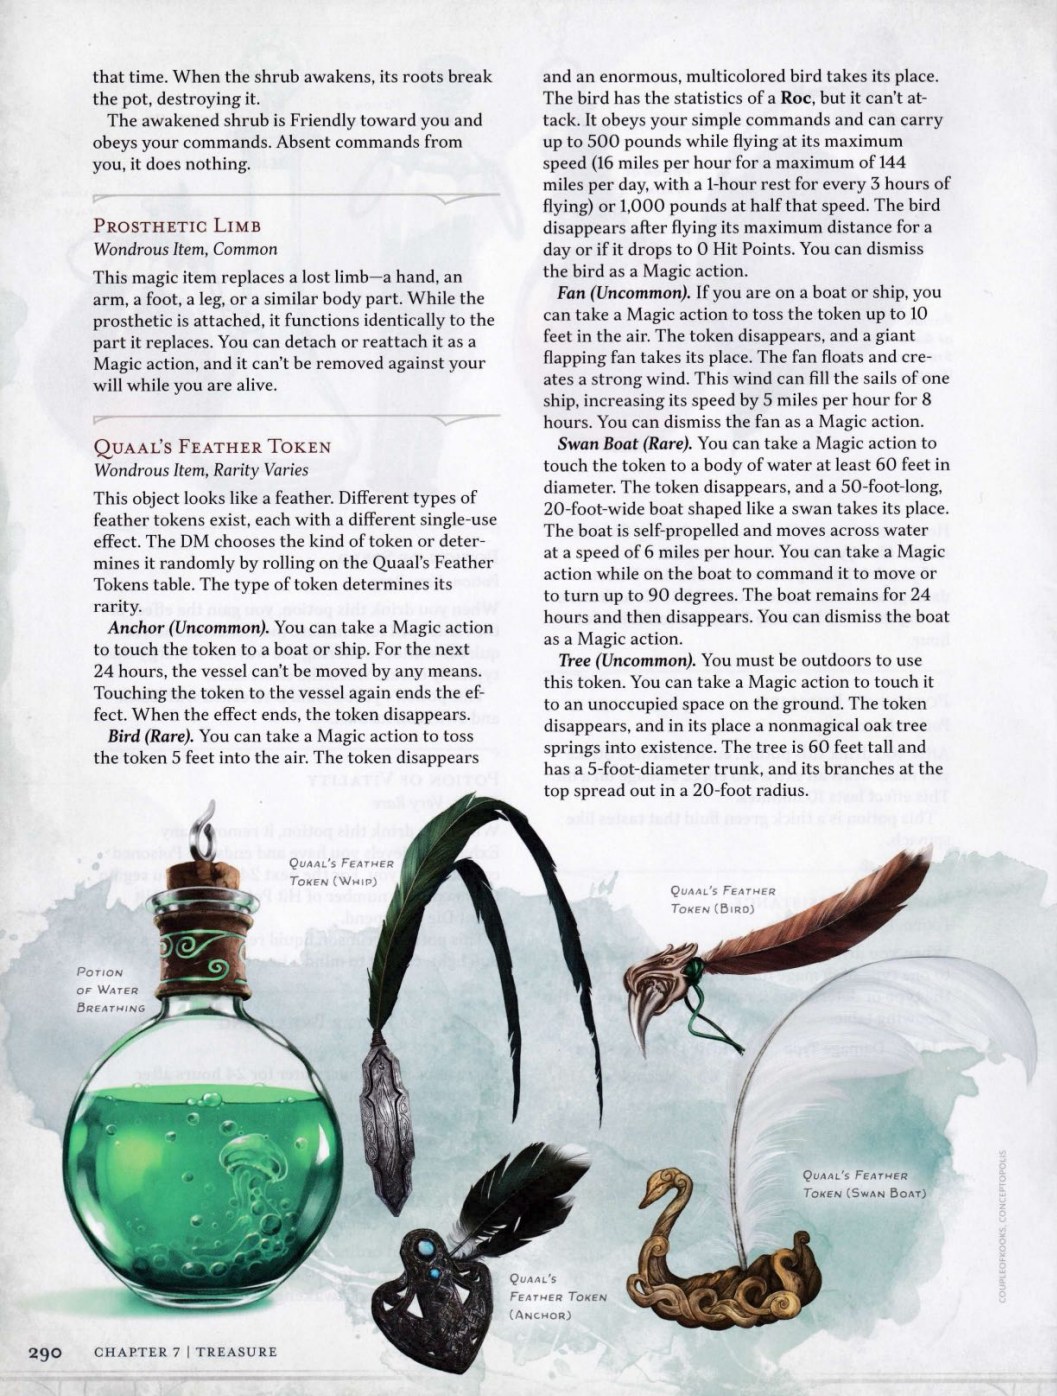 that time. When the shrub awakens, its roots break
the pot, destroying it.
The awakened shrub is Friendly toward you and
obeys your commands. Absent commands from
you, it does nothing.
PROSTHETIC LIMB
Wondrous Item, Common
This magic item replaces a lost limb—a hand, an
arm, a foot, a leg, or a similar body part. While the
prosthetic is attached, it functions identically to the
part it replaces. You can detach or reattach it as a
Magic action, and it can't be removed against your
will while you are alive.
QUAAL'S FEATHER TOKEN
Wondrous Item, Rarity Varies
This object looks like a feather. Different types of
feather tokens exist, each with a different single-use
effect. The DM chooses the kind of token or deter-
mines it randomly by rolling on the Quaal's Feather
Tokens table. The type of token determines its
rarity.
Anchor (Uncommon). You can take a Magic action
to touch the token to a boat or ship. For the next
24 hours, the vessel can't be moved by any means.
Touching the token to the vessel again ends the ef-
fect. When the effect ends, the token disappears.
Bird (Rare). You can take a Magic action to toss
the token 5 feet into the air. The token disappears
and an enormous, multicolored bird takes its place.
The bird has the statistics of a Roc, but it can't at-
tack. It obeys your simple commands and can carry
up to 500 pounds while flying at its maximum
speed (16 miles per hour for a maximum of 144
miles per day, with a 1-hour rest for every 3 hours of
flying) or 1,000 pounds at half that speed. The bird
disappears after flying its maximum distance for a
day or if it drops to 0 Hit Points. You can dismiss
the bird as a Magic action.
Fan (Uncommon). If you are on a boat or ship, you
can take a Magic action to toss the token up to 10
feet in the air. The token disappears, and a giant
flapping fan takes its place. The fan floats and cre-
ates a strong wind. This wind can fill the sails of one
ship, increasing its speed by 5 miles per hour for 8
hours. You can dismiss the fan as a Magic action.
Swan Boat (Rare). You can take a Magic action to
touch the token to a body of water at least 60 feet in
diameter. The token disappears, and a 50-foot-long,
20-foot-wide boat shaped like a swan takes its place.
The boat is self-propelled and moves across water
at a speed of 6 miles per hour. You can take a Magic
action while on the boat to command it to move or
to turn up to 90 degrees. The boat remains for 24
hours and then disappears. You can dismiss the boat
as a Magic action.
Tree (Uncommon). You must be outdoors to use
this token. You can take a Magic action to touch it
to an unoccupied space on the ground. The token
disappears, and in its place a nonmagical oak tree
springs into existence. The tree is 60 feet tall and
has a 5-foot-diameter trunk, and its branches at the
top spread out in a 20-foot radius.
QUAAL'S FEATHER
TOKEN (WHIP)
QUAAL'S FEATHER
TOKEN (BIRD)
POTION
OF WATER
BREATHING
QUAAL'S FEATHER
TOKEN (SWAN BOAT)
QUAAL'S
FEATHER TOKEN
(ANCHOR)
COUPLEOFKOOKS, CONCEPTOPOLIS
290 CHAPTER 7 | TREASURE